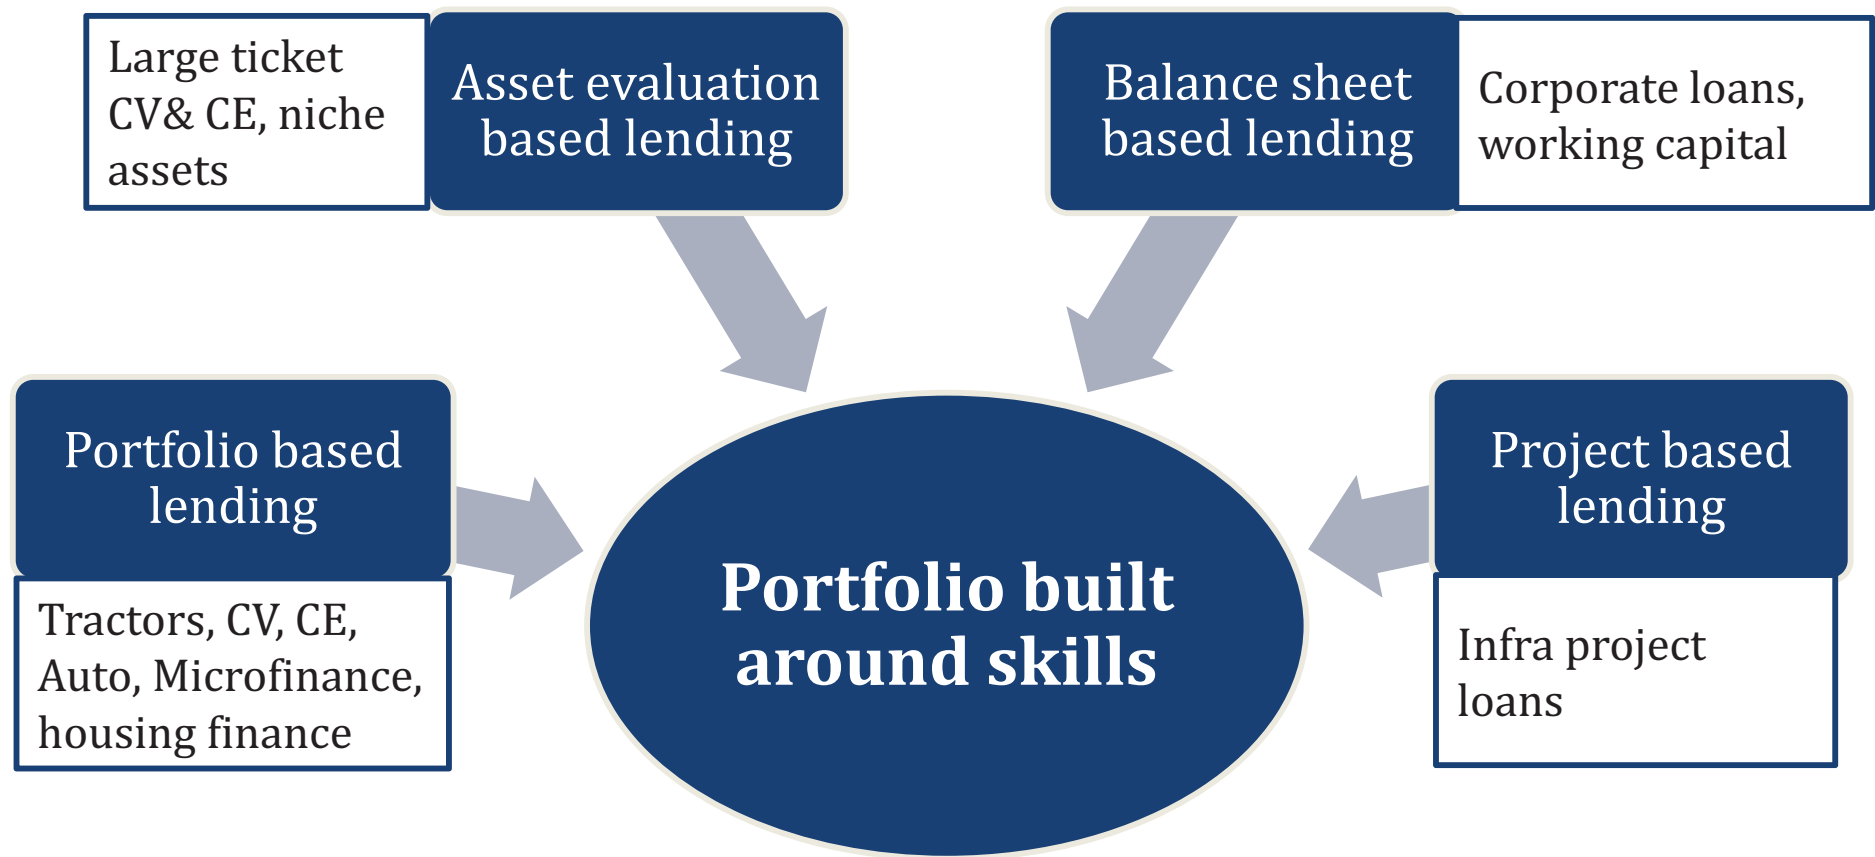 Large ticket
CV& CE, niche
assets
Asset evaluation
based lending
Balance sheet
based lending
Corporate loans,
working capital
Portfolio based
lending
Tractors, CV, CE,
Auto, Microfinance,
housing finance
Portfolio built
around skills
Project based
lending
Infra project
loans